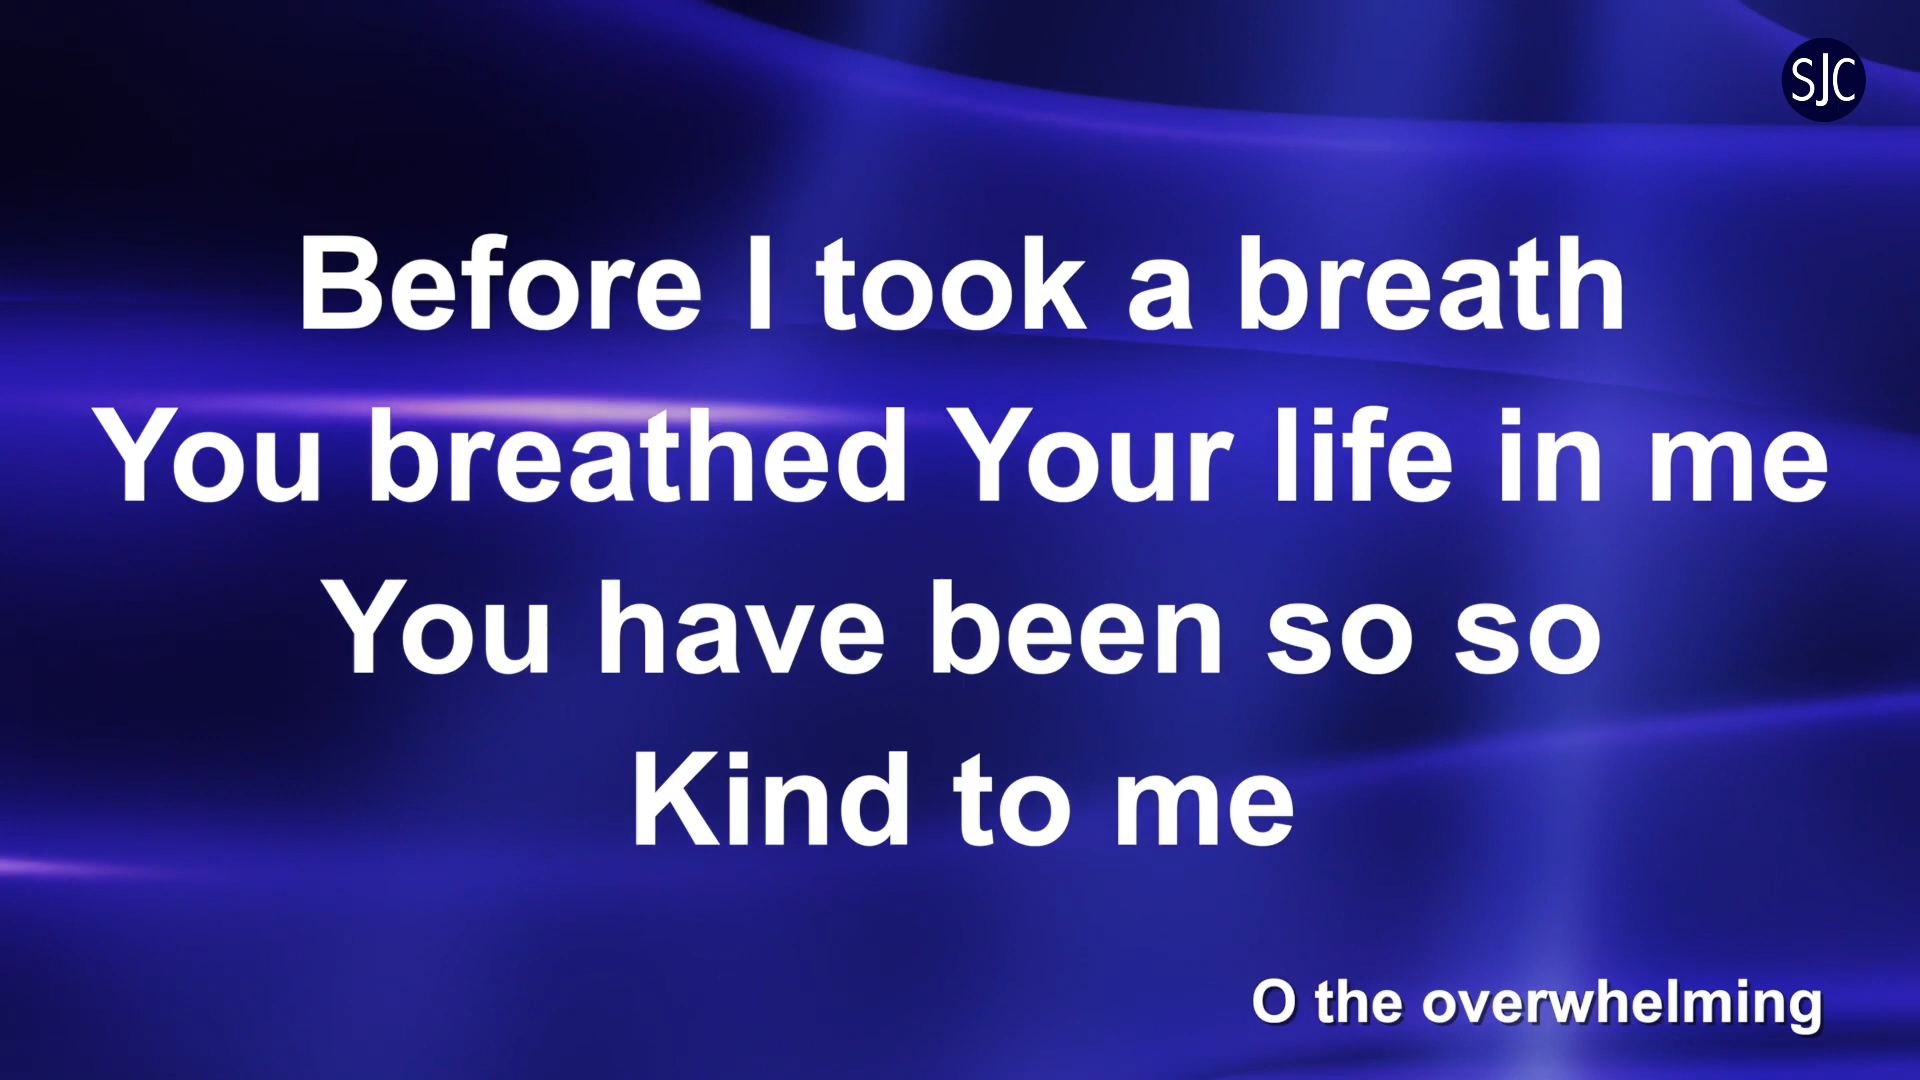 SJC
Before I took a breath
You breathed Your life in me
You have been so so
Kind to me
O the overwhelming